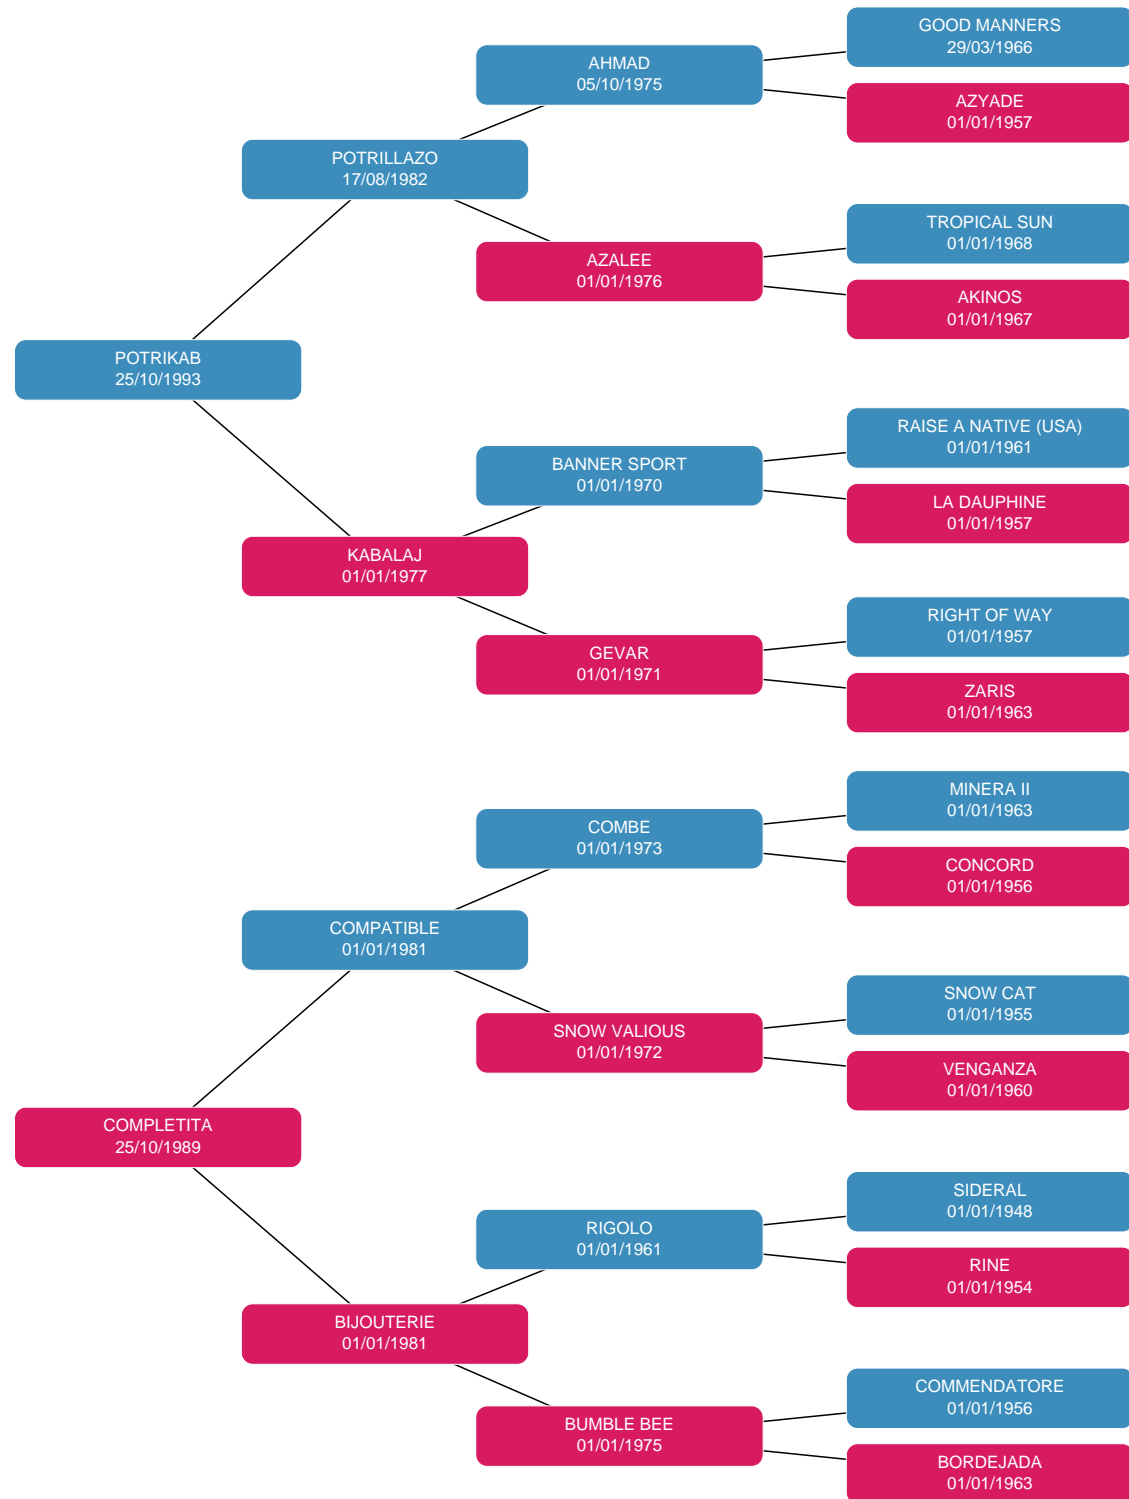 GOOD MANNERS
29/03/1966
AHMAD
05/10/1975
AZYADE
01/01/1957
POTRILLAZO
17/08/1982
TROPICAL SUN
01/01/1968
AZALEE
01/01/1976
AKINOS
01/01/1967
POTRIKAB
25/10/1993
RAISE A NATIVE (USA)
01/01/1961
BANNER SPORT
01/01/1970
LA DAUPHINE
01/01/1957
KABALAJ
01/01/1977
RIGHT OF WAY
01/01/1957
GEVAR
01/01/1971
ZARIS
01/01/1963
MINERA II
01/01/1963
COMBE
01/01/1973
CONCORD
01/01/1956
COMPATIBLE
01/01/1981
SNOW CAT
01/01/1955
SNOW VALIOUS
01/01/1972
VENGANZA
01/01/1960
COMPLETITA
25/10/1989
SIDERAL
01/01/1948
RIGOLO
01/01/1961
RINE
01/01/1954
BIJOUTERIE
01/01/1981
COMMENDATORE
01/01/1956
BUMBLE BEE
01/01/1975
BORDEJADA
01/01/1963